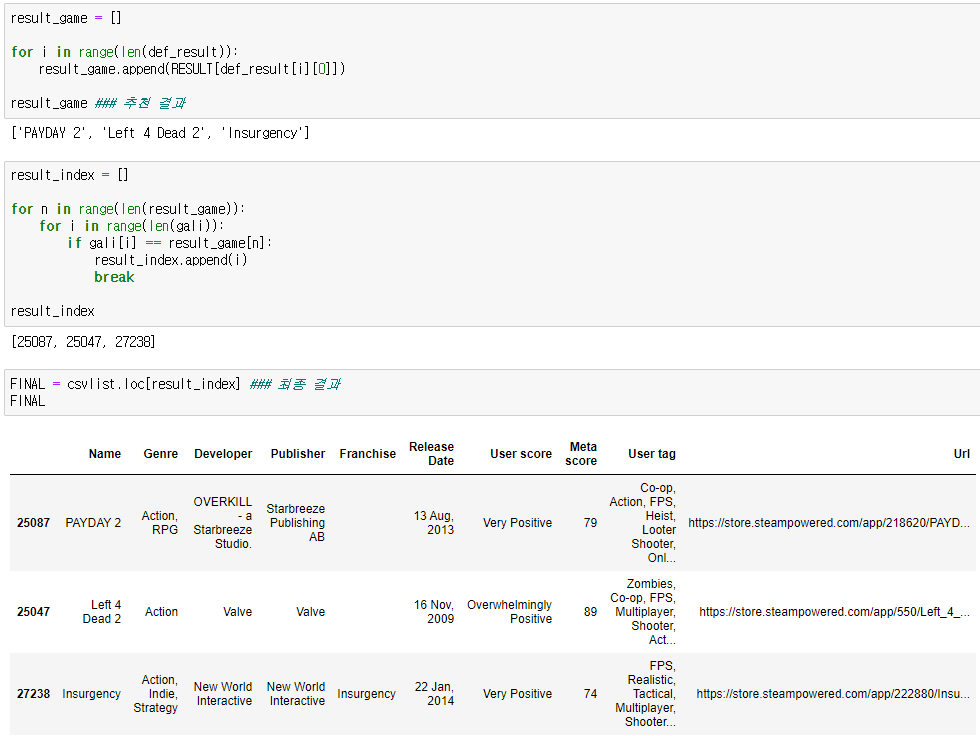 result_game = []
for i in range(len(def_result)):
result_game.append(RESULT[def_result[i][0]])
result_game ### 추천 결과
['PAYDAY 2', 'Left 4 Dead 2', 'Insurgency']
result_index = []
for n in range(len(result_game)):
for i in range(len(gali)):
if gali[i] == result_game[n]:
result_index.append(i)
break
result_index
[25087, 25047, 27238]
FINAL = csvlist.loc[result_index] ### 최종 결과
FINAL
Name Genre Developer Publisher Franchise Release Date User score Meta score User tag Url
25087 PAYDAY 2 Action, RPG OVERKILL - a Starbreeze Studio. Starbreeze Publishing AB 13 Aug, 2013 Very Positive 79 Co-op, Action, FPS, Heist, Looter Shooter, Onl... https://store.steampowered.com/app/218620/PAYD...
25047 Left 4 Dead 2 Action Valve Valve 16 Nov, 2009 Overwhelmingly Positive 89 Zombies, Co-op, FPS, Multiplayer, Shooter, Act... https://store.steampowered.com/app/550/Left_4_...
27238 Insurgency Action, Indie, Strategy New World Interactive New World Interactive Insurgency 22 Jan, 2014 Very Positive 74 FPS, Realistic, Tactical, Multiplayer, Shooter... https://store.steampowered.com/app/222880/Insu...